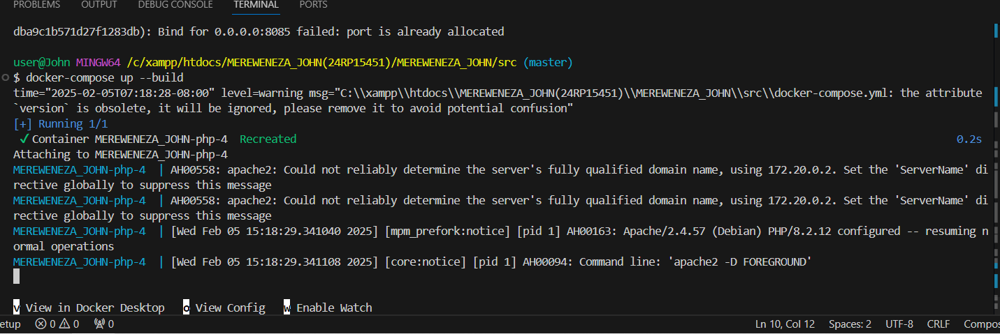 PROBLEMS OUTPUT DEBUG CONSOLE TERMINAL PORTS
dba9c1b571d27f1283db): Bind for 0.0.0.0:8085 failed: port is already allocated
user@John MINGW64 /c/xampp/htdocs/MEREWENEZA_JOHN(24RP15451)/MEREWENEZA_JOHN/src (master)
$ docker-compose up --build
time="2025-02-05T07:18:28-08:00" level=warning msg="C:\\xampp\\htdocs\\MEREWENEZA_JOHN(24RP15451)\\MEREWENEZA_JOHN\\src\\docker-compose.yml: the attribute
`version` is obsolete, it will be ignored, please remove it to avoid potential confusion"
[+] Running 1/1
✓ Container MEREWENEZA_JOHN-php-4 Recreated 0.2s
Attaching to MEREWENEZA_JOHN-php-4
MEREWENEZA_JOHN-php-4 | AH00558: apache2: Could not reliably determine the server's fully qualified domain name, using 172.20.0.2. Set the 'ServerName' di
rective globally to suppress this message
MEREWENEZA_JOHN-php-4 | AH00558: apache2: Could not reliably determine the server's fully qualified domain name, using 172.20.0.2. Set the 'ServerName' di
rective globally to suppress this message
MEREWENEZA_JOHN-php-4 | [Wed Feb 05 15:18:29.341040 2025] [mpm_prefork:notice] [pid 1] AH00163: Apache/2.4.57 (Debian) PHP/8.2.12 configured -- resuming n
ormal operations
MEREWENEZA_JOHN-php-4 | [Wed Feb 05 15:18:29.341108 2025] [core:notice] [pid 1] AH00094: Command line: 'apache2 -D FOREGROUND'
v View in Docker Desktop o View Config w Enable Watch
etup 0 0 0 Ln 10, Col 12 Spaces: 2 UTF-8 CRLF Compos